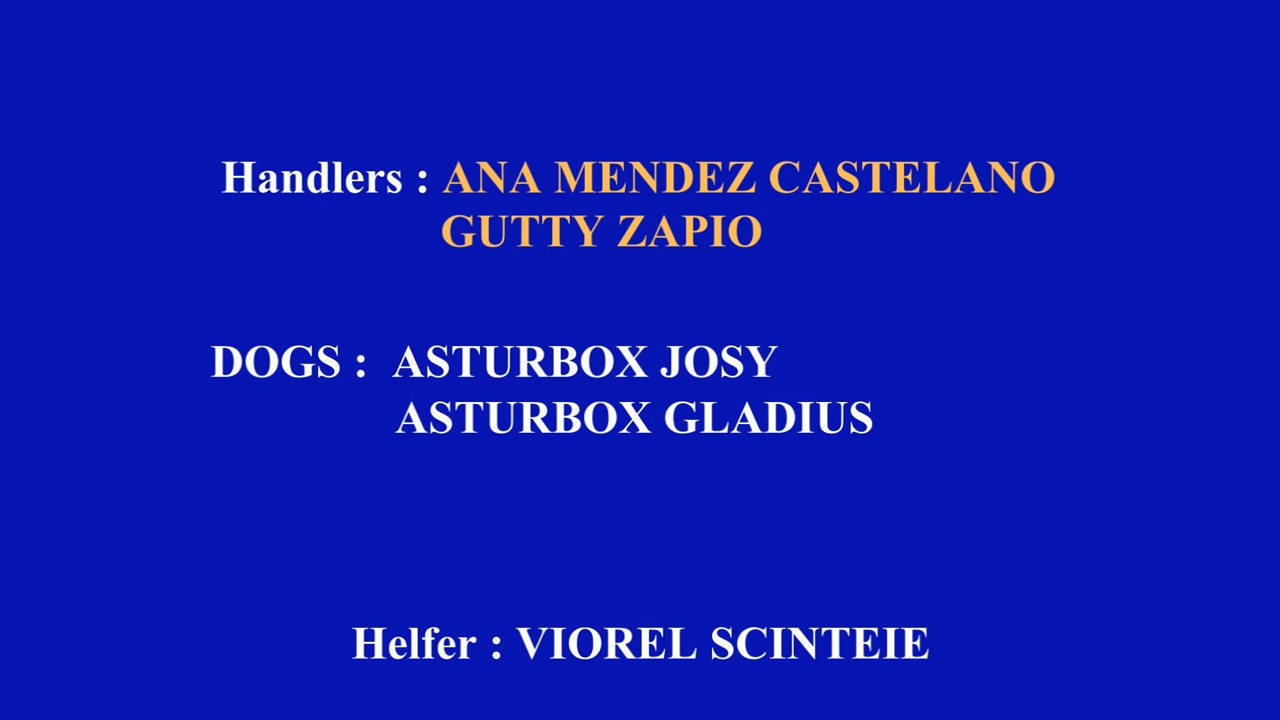 Handlers : ANA MENDEZ CASTELANO
GUTTY ZAPIO
DOGS : ASTURBOX JOSY
ASTURBOX GLADIUS
Helfer : VIOREL SCINTEIE